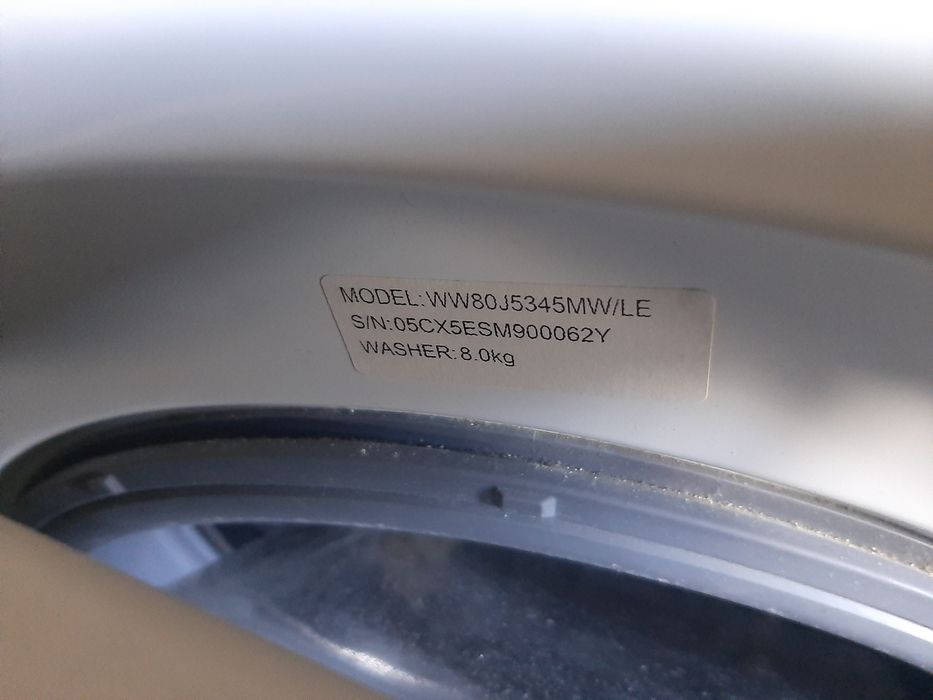 MODEL:WW80J5345MW/LE
S/N:05CX5ESM900062Y
WASHER:8.0kg